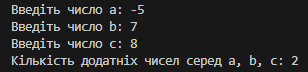 Введіть число a: -5
Введіть число b: 7
Введіть число c: 8
Кількість додатніх чисел серед a, b, c: 2